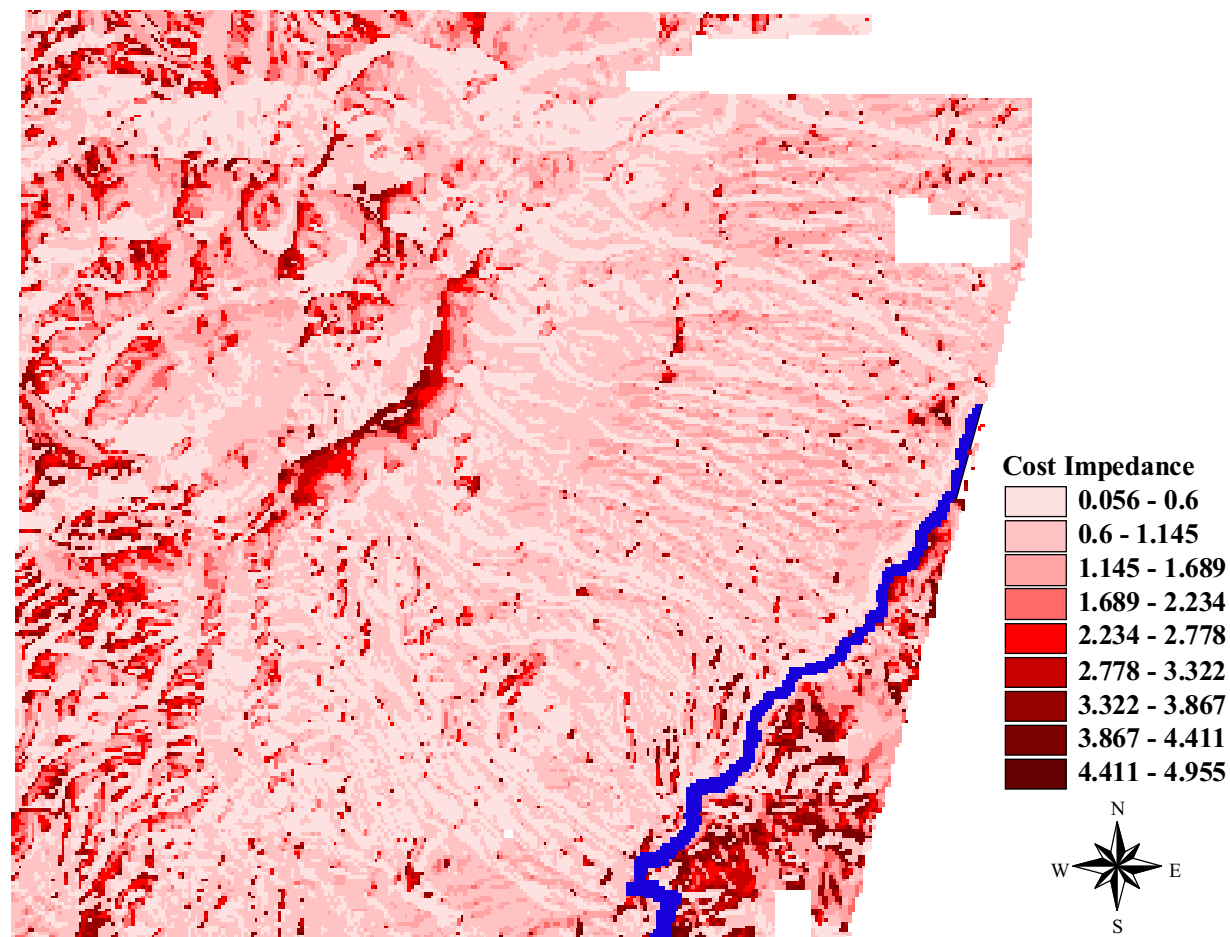 Cost Impedance
0.056 - 0.6
0.6 - 1.145
1.145 - 1.689
1.689 - 2.234
2.234 - 2.778
2.778 - 3.322
3.322 - 3.867
3.867 - 4.411
4.411 - 4.955
N
W E
S